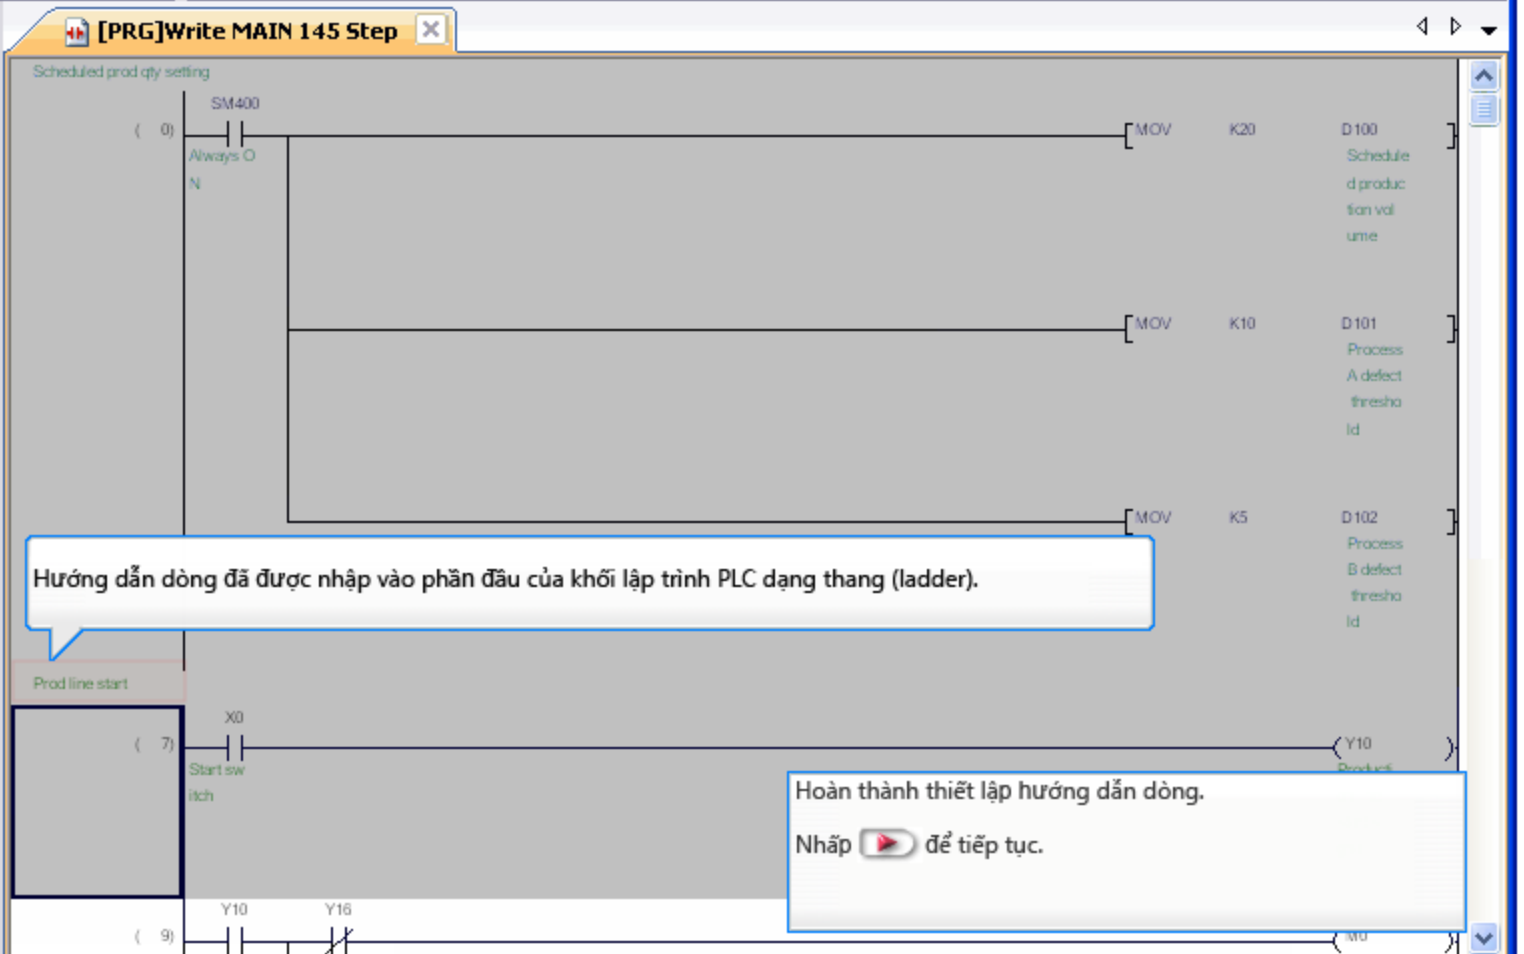 [PRG]Write MAIN 145 Step
Scheduled prod qty setting
SM400
( 0)
MOV K20 D100
Always O
N
Schedule
d produc
tion vol
ume
MOV K10 D101
Process
A defect
thresho
ld
MOV K5 D102
Process
B defect
thresho
ld
Hướng dẫn dòng đã được nhập vào phần đầu của khối lập trình PLC dạng thang (ladder).
Prod line start
X0
( 7)
Y10
Start sw
itch
Producti
Hoàn thành thiết lập hướng dẫn dòng.
Nhấp để tiếp tục.
Y10 Y16
( 9)
M0